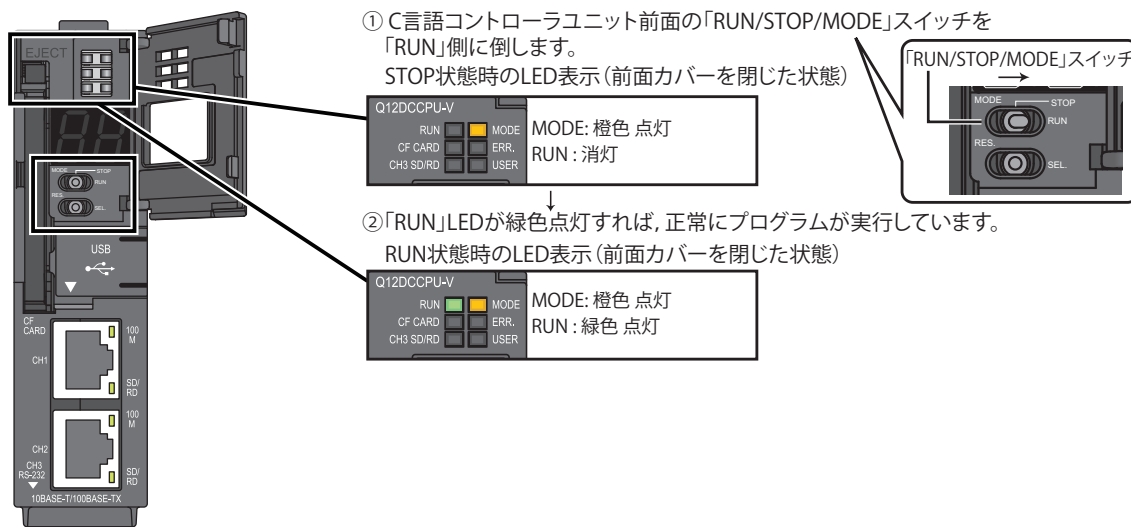 ① C言語コントローラユニット前面の「RUN/STOP/MODE」スイッチを
「RUN」側に倒します。
STOP状態時のLED表示（前面カバーを閉じた状態）
Q12DCCPU-V
RUN MODE
CF CARD ERR.
CH3 SD/RD USER
MODE: 橙色 点灯
RUN : 消灯
↓
②「RUN」LEDが緑色点灯すれば, 正常にプログラムが実行しています。
RUN状態時のLED表示（前面カバーを閉じた状態）
Q12DCCPU-V
RUN MODE
CF CARD ERR.
CH3 SD/RD USER
MODE: 橙色 点灯
RUN : 緑色 点灯
「RUN/STOP/MODE」スイッチ
→
MODE STOP
RUN
RES.
SEL.
EJECT
MODE STOP
RUN
RES.
SEL.
USB
CF
CARD
100
M
CH1
SD/
RD
100
M
CH2
SD/
RD
CH3
RS-232
10BASE-T/100BASE-TX